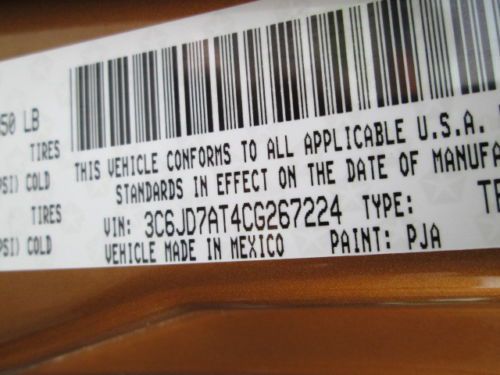 50 LB
TIRES
PSI) COLD
TIRES
PSI) COLD
THIS VEHICLE CONFORMS TO ALL APPLICABLE U.S.A.
STANDARDS IN EFFECT ON THE DATE OF MANUFA
VIN: 3C6JD7AT4CG267224 TYPE: 
VEHICLE MADE IN MEXICO PAINT: PJA